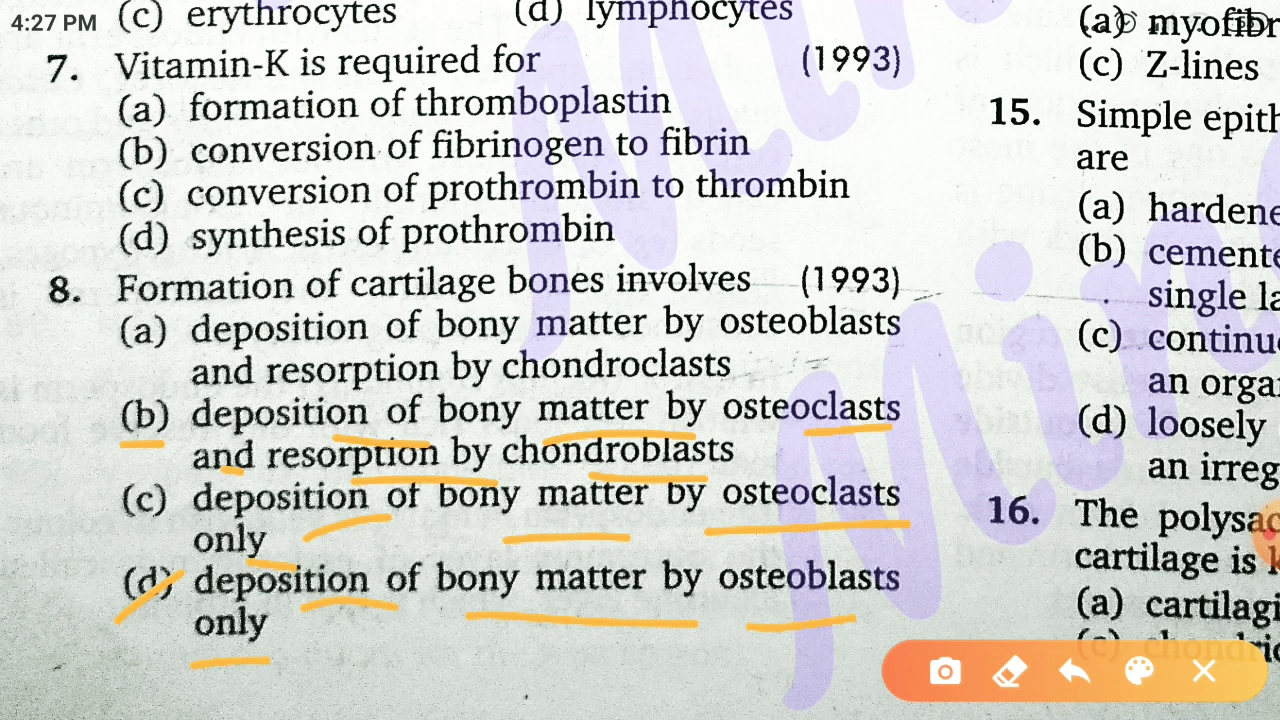 4:27 PM
(c) erythrocytes (d) lymphocytes
7. Vitamin-K is required for (1993)
(a) formation of thromboplastin
(b) conversion of fibrinogen to fibrin
(c) conversion of prothrombin to thrombin
(d) synthesis of prothrombin
8. Formation of cartilage bones involves (1993)
(a) deposition of bony matter by osteoblasts
and resorption by chondroclasts
(b) deposition of bony matter by osteoclasts
and resorption by chondroblasts
(c) deposition of bony matter by osteoclasts
only
(d) deposition of bony matter by osteoblasts
only
(a) myofibr
(c) Z-lines
15. Simple epith
are
(a) hardene
(b) cemente
single la
(c) continuo
an orga
(d) loosely
an irreg
16. The polysac
cartilage is k
(a) cartilagi
(c) chondric